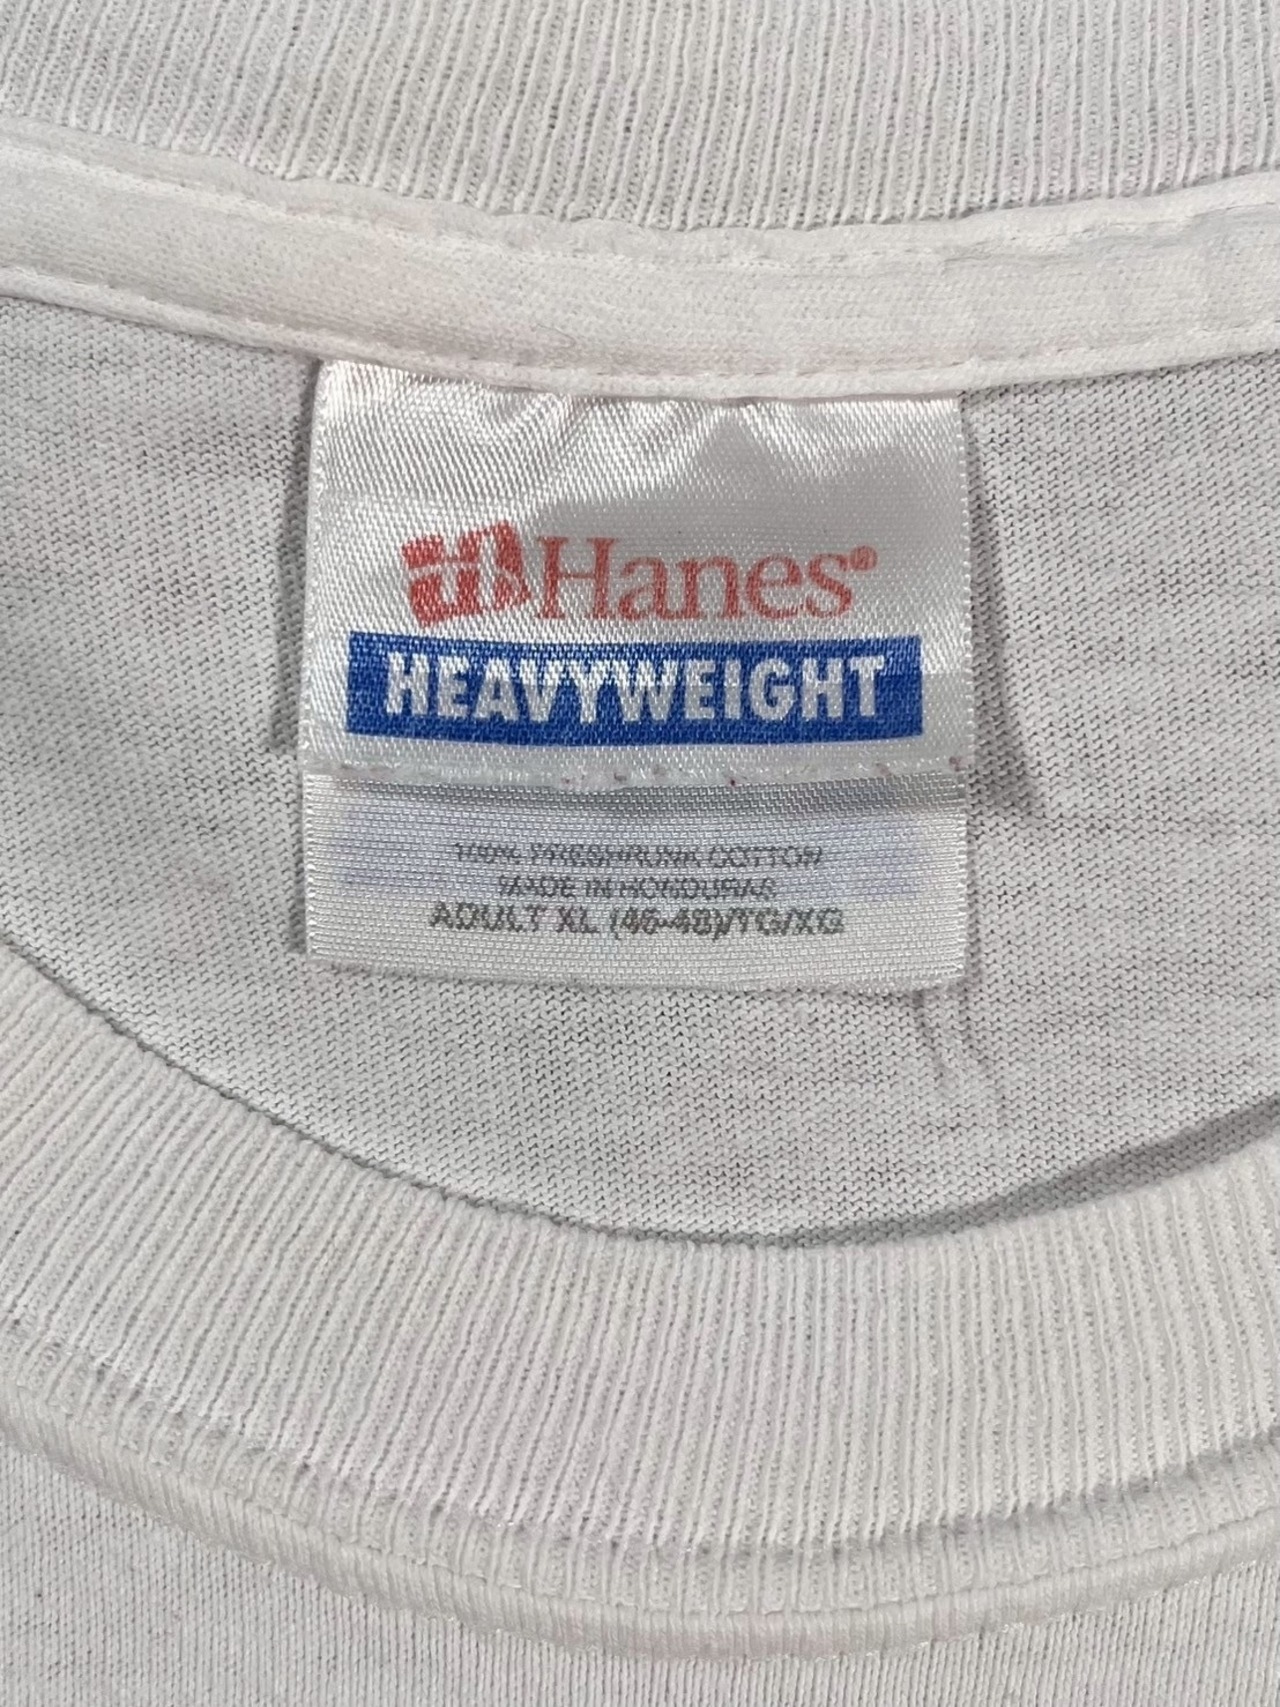 Hanes®
HEAVYWEIGHT
100% PRESHRUNK COTTON
MADE IN HONDURAS
ADULT XL (46-48)/TG/XG